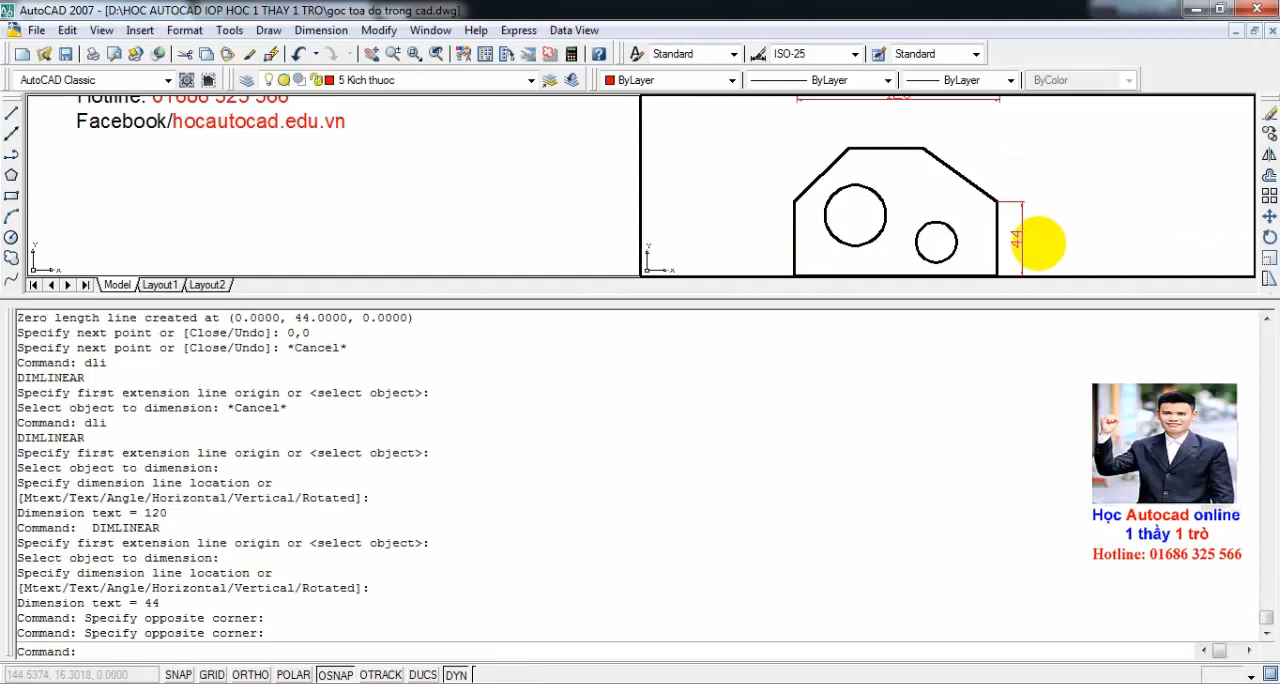 AutoCAD 2007 - [D:\HOC AUTOCAD lOP HOC 1 THAY 1 TRO\goc toa do trong cad.dwg]
File Edit View Insert Format Tools Draw Dimension Modify Window Help Express Data View
Standard ISO-25 Standard
AutoCAD Classic 5 Kich thuoc ByLayer ByLayer ByLayer ByColor
Hotline: 01686 325 566
Facebook/hocautocad.edu.vn
120
44
Y X
Y X
Model Layout1 Layout2
Zero length line created at (0.0000, 44.0000, 0.0000)
Specify next point or [Close/Undo]: 0,0
Specify next point or [Close/Undo]: *Cancel*
Command: dli
DIMLINEAR
Specify first extension line origin or <select object>:
Select object to dimension: *Cancel*
Command: dli
DIMLINEAR
Specify first extension line origin or <select object>:
Select object to dimension:
Specify dimension line location or
[Mtext/Text/Angle/Horizontal/Vertical/Rotated]:
Dimension text = 120
Command:  DIMLINEAR
Specify first extension line origin or <select object>:
Select object to dimension:
Specify dimension line location or
[Mtext/Text/Angle/Horizontal/Vertical/Rotated]:
Dimension text = 44
Command: Specify opposite corner:
Command: Specify opposite corner:
Command:
Học Autocad online
1 thầy 1 trò
Hotline: 01686 325 566
144.5374, 16.3018, 0.0000 SNAP GRID ORTHO POLAR OSNAP OTRACK DUCS DYN